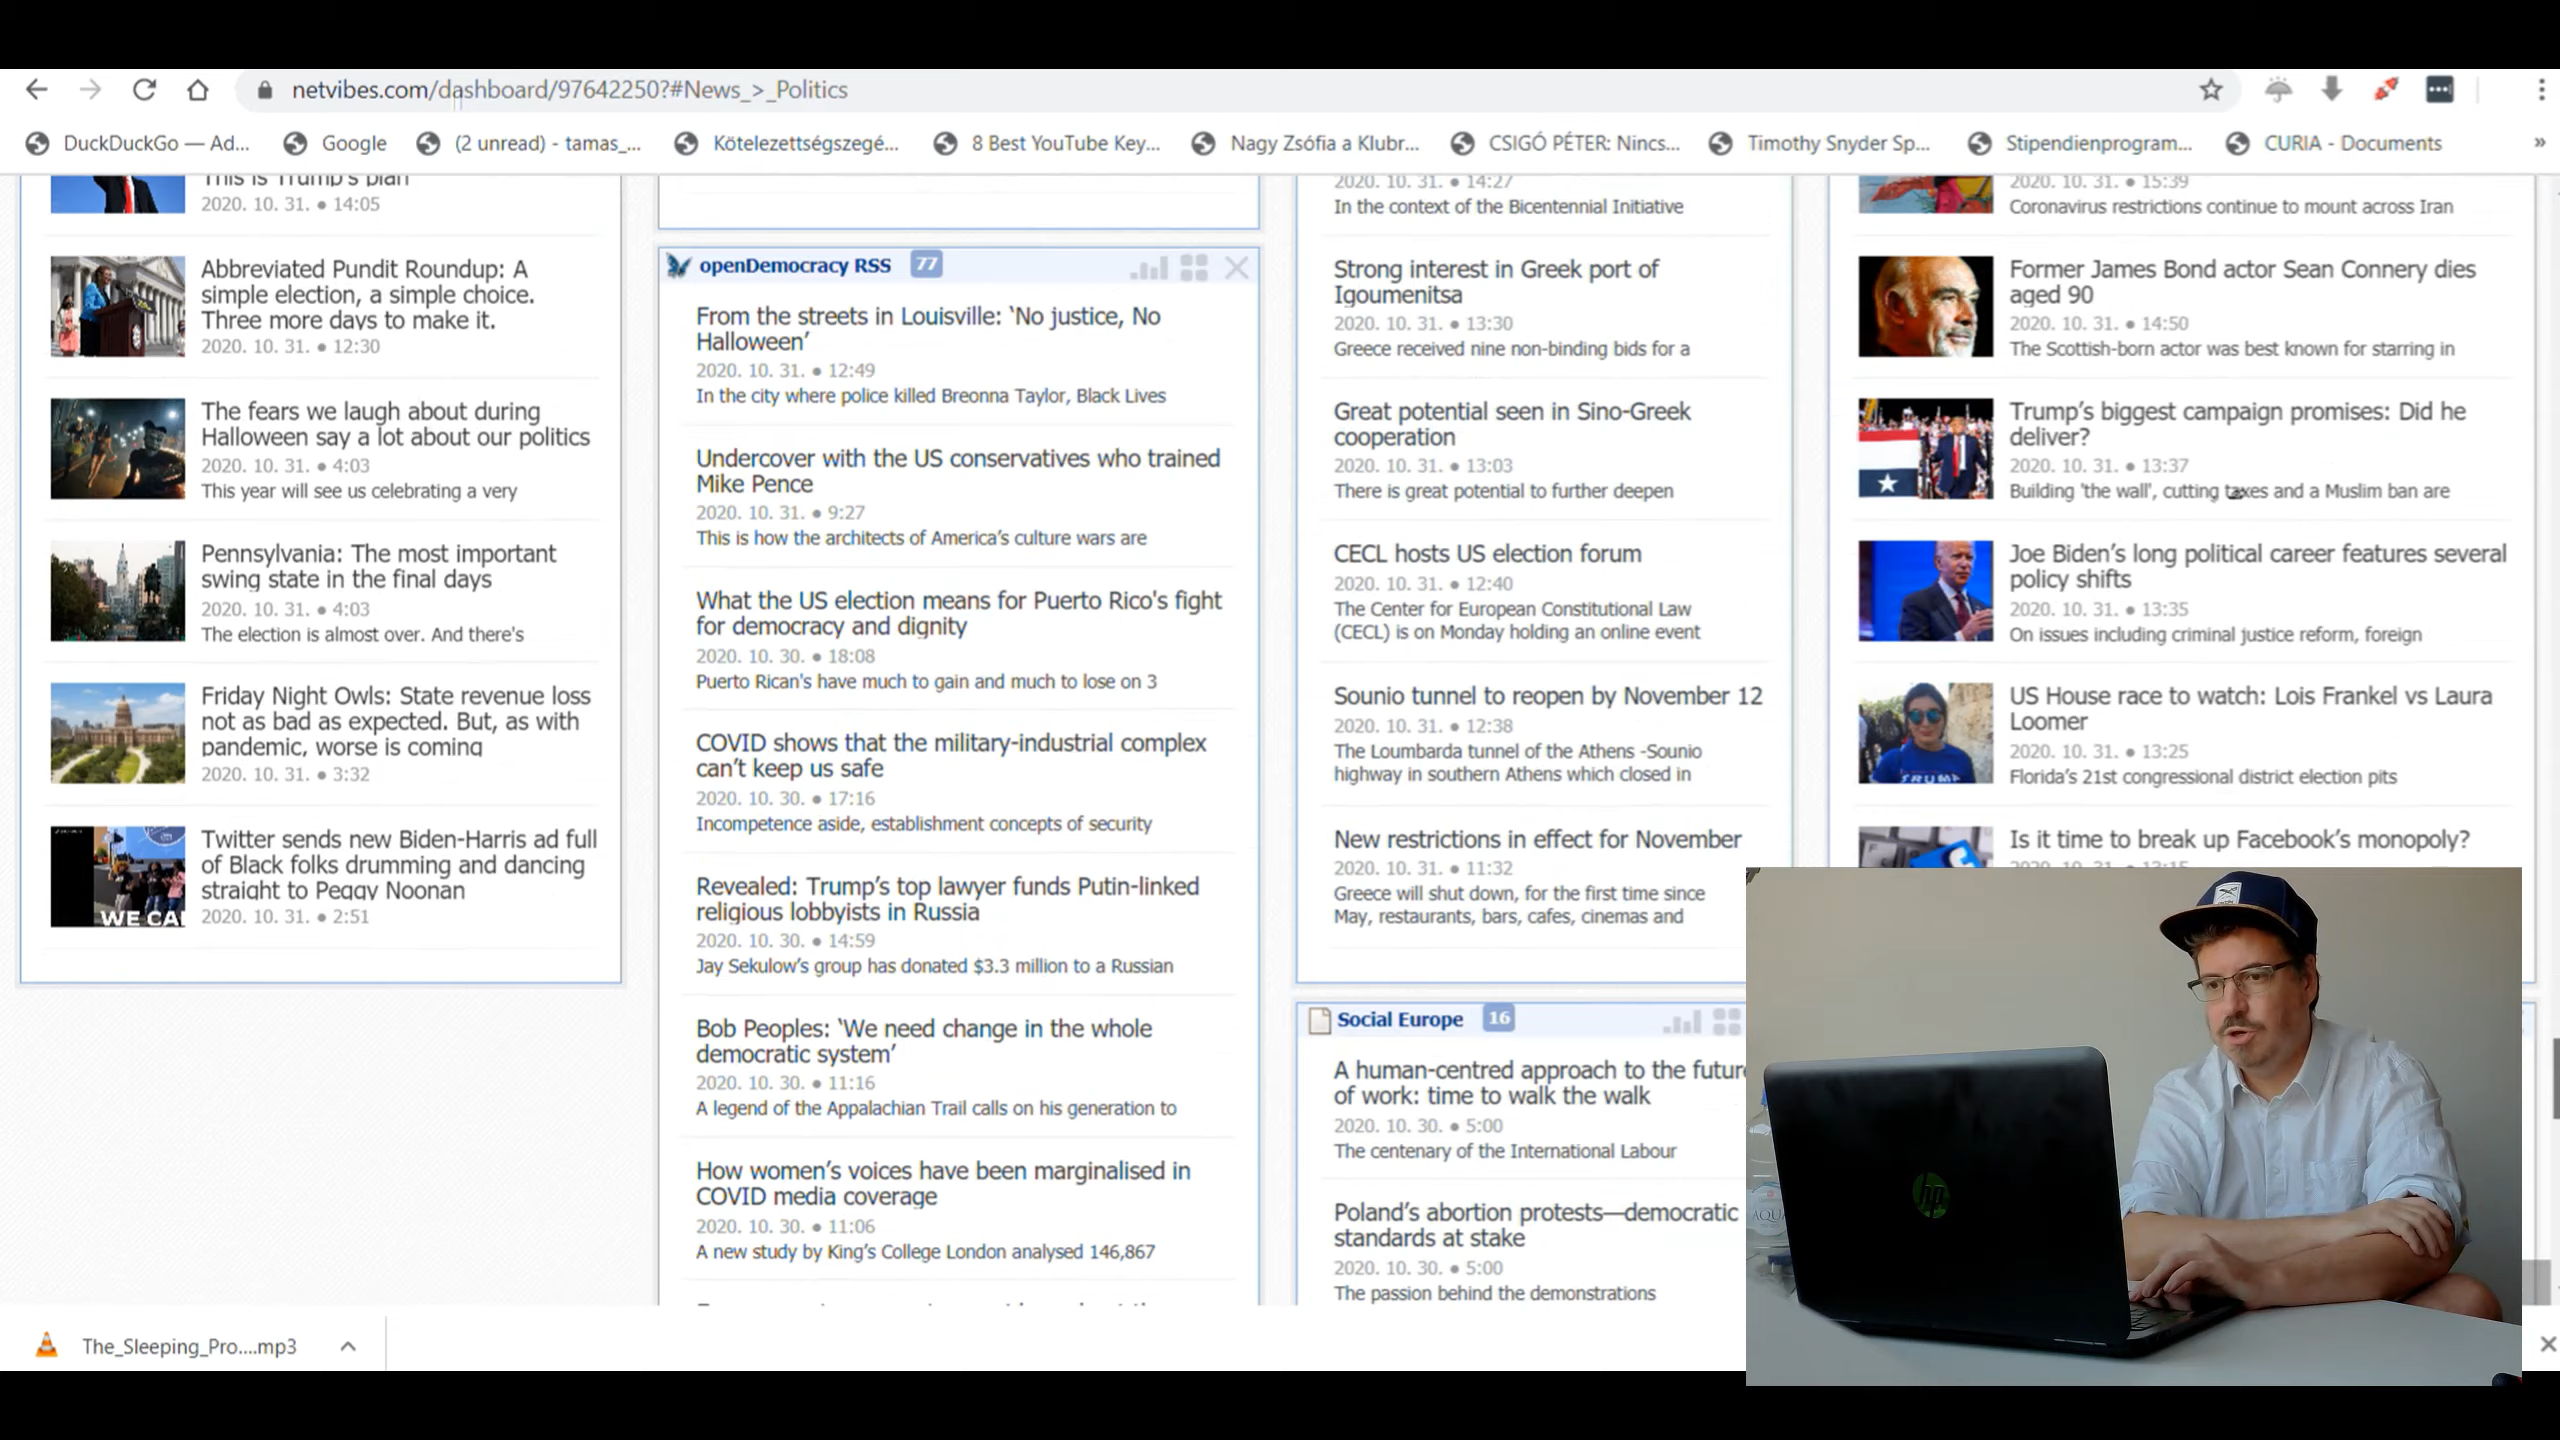 netvibes.com/dashboard/97642250?#News_>_Politics
DuckDuckGo — Ad...
Google
(2 unread) - tamas_...
Kötelezettségszegé...
8 Best YouTube Key...
Nagy Zsófia a Klubr...
CSIGÓ PÉTER: Nincs...
Timothy Snyder Sp...
Stipendienprogram...
CURIA - Documents
»
This is Trump's plan
2020. 10. 31. • 14:05
Abbreviated Pundit Roundup: A
simple election, a simple choice.
Three more days to make it.
2020. 10. 31. • 12:30
The fears we laugh about during
Halloween say a lot about our politics
2020. 10. 31. • 4:03
This year will see us celebrating a very
Pennsylvania: The most important
swing state in the final days
2020. 10. 31. • 4:03
The election is almost over. And there's
Friday Night Owls: State revenue loss
not as bad as expected. But, as with
pandemic, worse is coming
2020. 10. 31. • 3:32
Twitter sends new Biden-Harris ad full
of Black folks drumming and dancing
straight to Peggy Noonan
2020. 10. 31. • 2:51
WE CA
openDemocracy RSS 77
From the streets in Louisville: ‘No justice, No
Halloween’
2020. 10. 31. • 12:49
In the city where police killed Breonna Taylor, Black Lives
Undercover with the US conservatives who trained
Mike Pence
2020. 10. 31. • 9:27
This is how the architects of America’s culture wars are
What the US election means for Puerto Rico's fight
for democracy and dignity
2020. 10. 30. • 18:08
Puerto Rican's have much to gain and much to lose on 3
COVID shows that the military-industrial complex
can’t keep us safe
2020. 10. 30. • 17:16
Incompetence aside, establishment concepts of security
Revealed: Trump’s top lawyer funds Putin-linked
religious lobbyists in Russia
2020. 10. 30. • 14:59
Jay Sekulow’s group has donated $3.3 million to a Russian
Bob Peoples: ‘We need change in the whole
democratic system’
2020. 10. 30. • 11:16
A legend of the Appalachian Trail calls on his generation to
How women’s voices have been marginalised in
COVID media coverage
2020. 10. 30. • 11:06
A new study by King’s College London analysed 146,867
2020. 10. 31. • 14:27
In the context of the Bicentennial Initiative
Strong interest in Greek port of
Igoumenitsa
2020. 10. 31. • 13:30
Greece received nine non-binding bids for a
Great potential seen in Sino-Greek
cooperation
2020. 10. 31. • 13:03
There is great potential to further deepen
CECL hosts US election forum
2020. 10. 31. • 12:40
The Center for European Constitutional Law
(CECL) is on Monday holding an online event
Sounio tunnel to reopen by November 12
2020. 10. 31. • 12:38
The Loumbarda tunnel of the Athens -Sounio
highway in southern Athens which closed in
New restrictions in effect for November
2020. 10. 31. • 11:32
Greece will shut down, for the first time since
May, restaurants, bars, cafes, cinemas and
Social Europe 16
A human-centred approach to the future
of work: time to walk the walk
2020. 10. 30. • 5:00
The centenary of the International Labour
Poland’s abortion protests—democratic
standards at stake
2020. 10. 30. • 5:00
The passion behind the demonstrations
2020. 10. 31. • 15:39
Coronavirus restrictions continue to mount across Iran
Former James Bond actor Sean Connery dies
aged 90
2020. 10. 31. • 14:50
The Scottish-born actor was best known for starring in
Trump’s biggest campaign promises: Did he
deliver?
2020. 10. 31. • 13:37
Building 'the wall', cutting taxes and a Muslim ban are
Joe Biden’s long political career features several
policy shifts
2020. 10. 31. • 13:35
On issues including criminal justice reform, foreign
US House race to watch: Lois Frankel vs Laura
Loomer
2020. 10. 31. • 13:25
Florida’s 21st congressional district election pits
TRUMP
Is it time to break up Facebook’s monopoly?
hp
AQUA
The_Sleeping_Pro....mp3